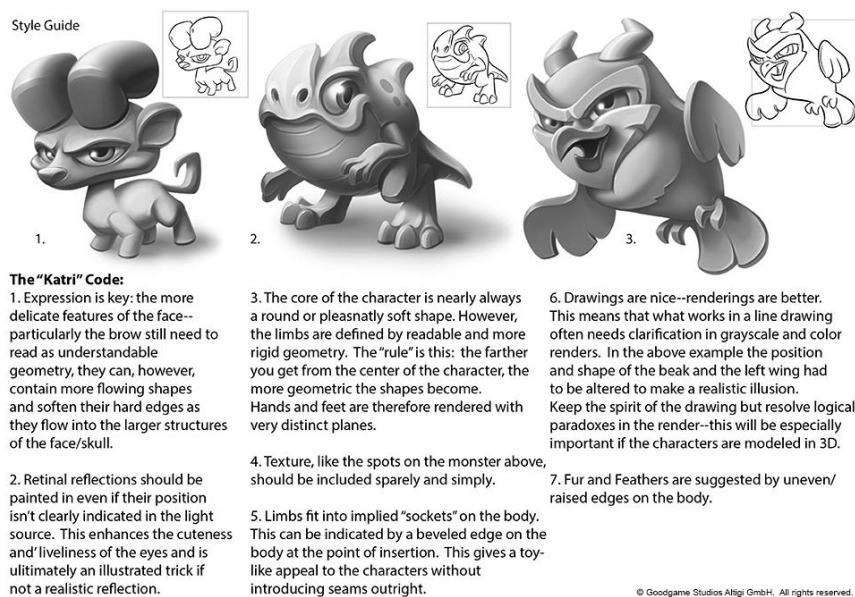 Style Guide
1.
2.
3.
The "Katri" Code:
1. Expression is key: the more
delicate features of the face--
particularly the brow still need to
read as understandable
geometry, they can, however,
contain more flowing shapes
and soften their hard edges as
they flow into the larger structures
of the face/skull.
2. Retinal reflections should be
painted in even if their position
isn't clearly indicated in the light
source. This enhances the cuteness
and' liveliness of the eyes and is
ulitimately an illustrated trick if
not a realistic reflection.
3. The core of the character is nearly always
a round or pleasnatly soft shape. However,
the limbs are defined by readable and more
rigid geometry. The "rule" is this: the farther
you get from the center of the character, the
more geometric the shapes become.
Hands and feet are therefore rendered with
very distinct planes.
4. Texture, like the spots on the monster above,
should be included sparely and simply.
5. Limbs fit into implied "sockets" on the body.
This can be indicated by a beveled edge on the
body at the point of insertion. This gives a toy-
like appeal to the characters without
introducing seams outright.
6. Drawings are nice--renderings are better.
This means that what works in a line drawing
often needs clarification in grayscale and color
renders. In the above example the position
and shape of the beak and the left wing had
to be altered to make a realistic illusion.
Keep the spirit of the drawing but resolve logical
paradoxes in the render--this will be especially
important if the characters are modeled in 3D.
7. Fur and Feathers are suggested by uneven/
raised edges on the body.
© Goodgame Studios Altigi GmbH. All rights reserved.